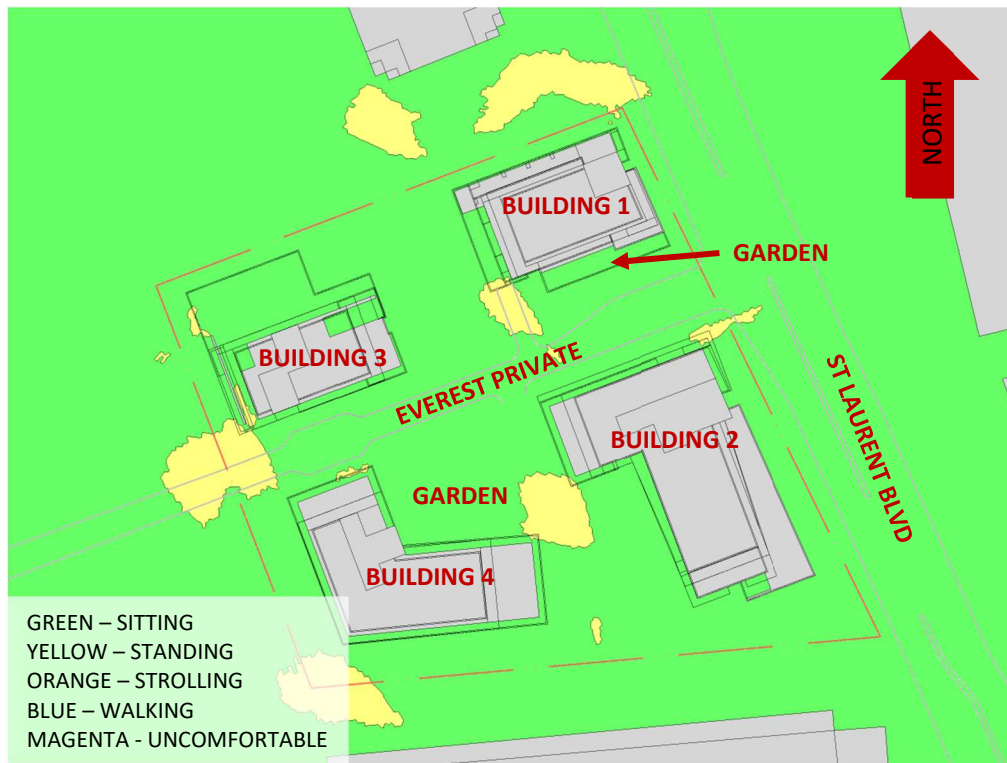 NORTH
BUILDING 1
GARDEN
BUILDING 3
EVEREST PRIVATE
BUILDING 2
ST LAURENT BLVD
GARDEN
BUILDING 4
GREEN – SITTING
YELLOW – STANDING
ORANGE – STROLLING
BLUE – WALKING
MAGENTA - UNCOMFORTABLE